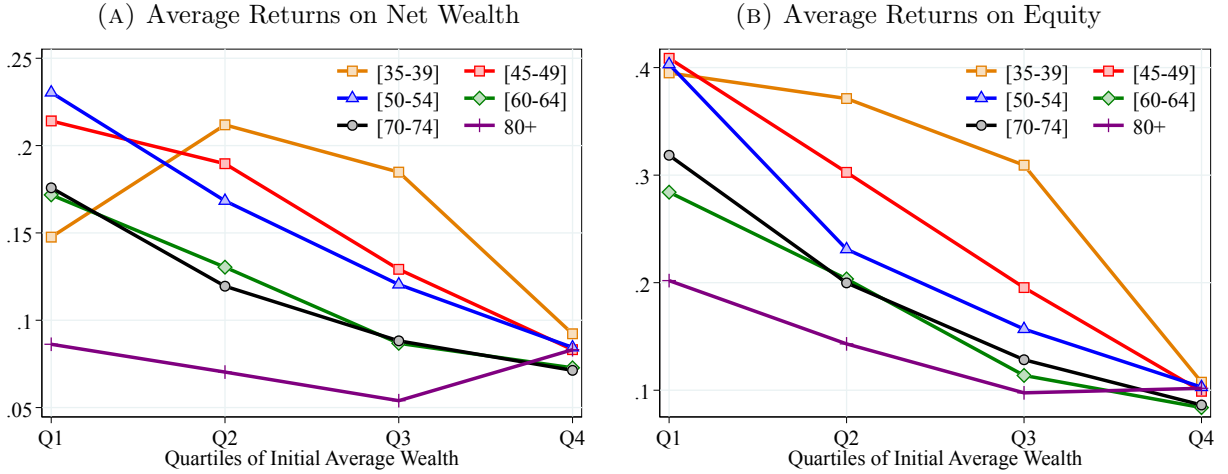 (A) Average Returns on Net Wealth
.25
.2
.15
.1
.05
[35-39] [45-49]
[50-54] [60-64]
[70-74] 80+
Q1 Q2 Q3 Q4
Quartiles of Initial Average Wealth
(B) Average Returns on Equity
.4
.3
.2
.1
[35-39] [45-49]
[50-54] [60-64]
[70-74] 80+
Q1 Q2 Q3 Q4
Quartiles of Initial Average Wealth